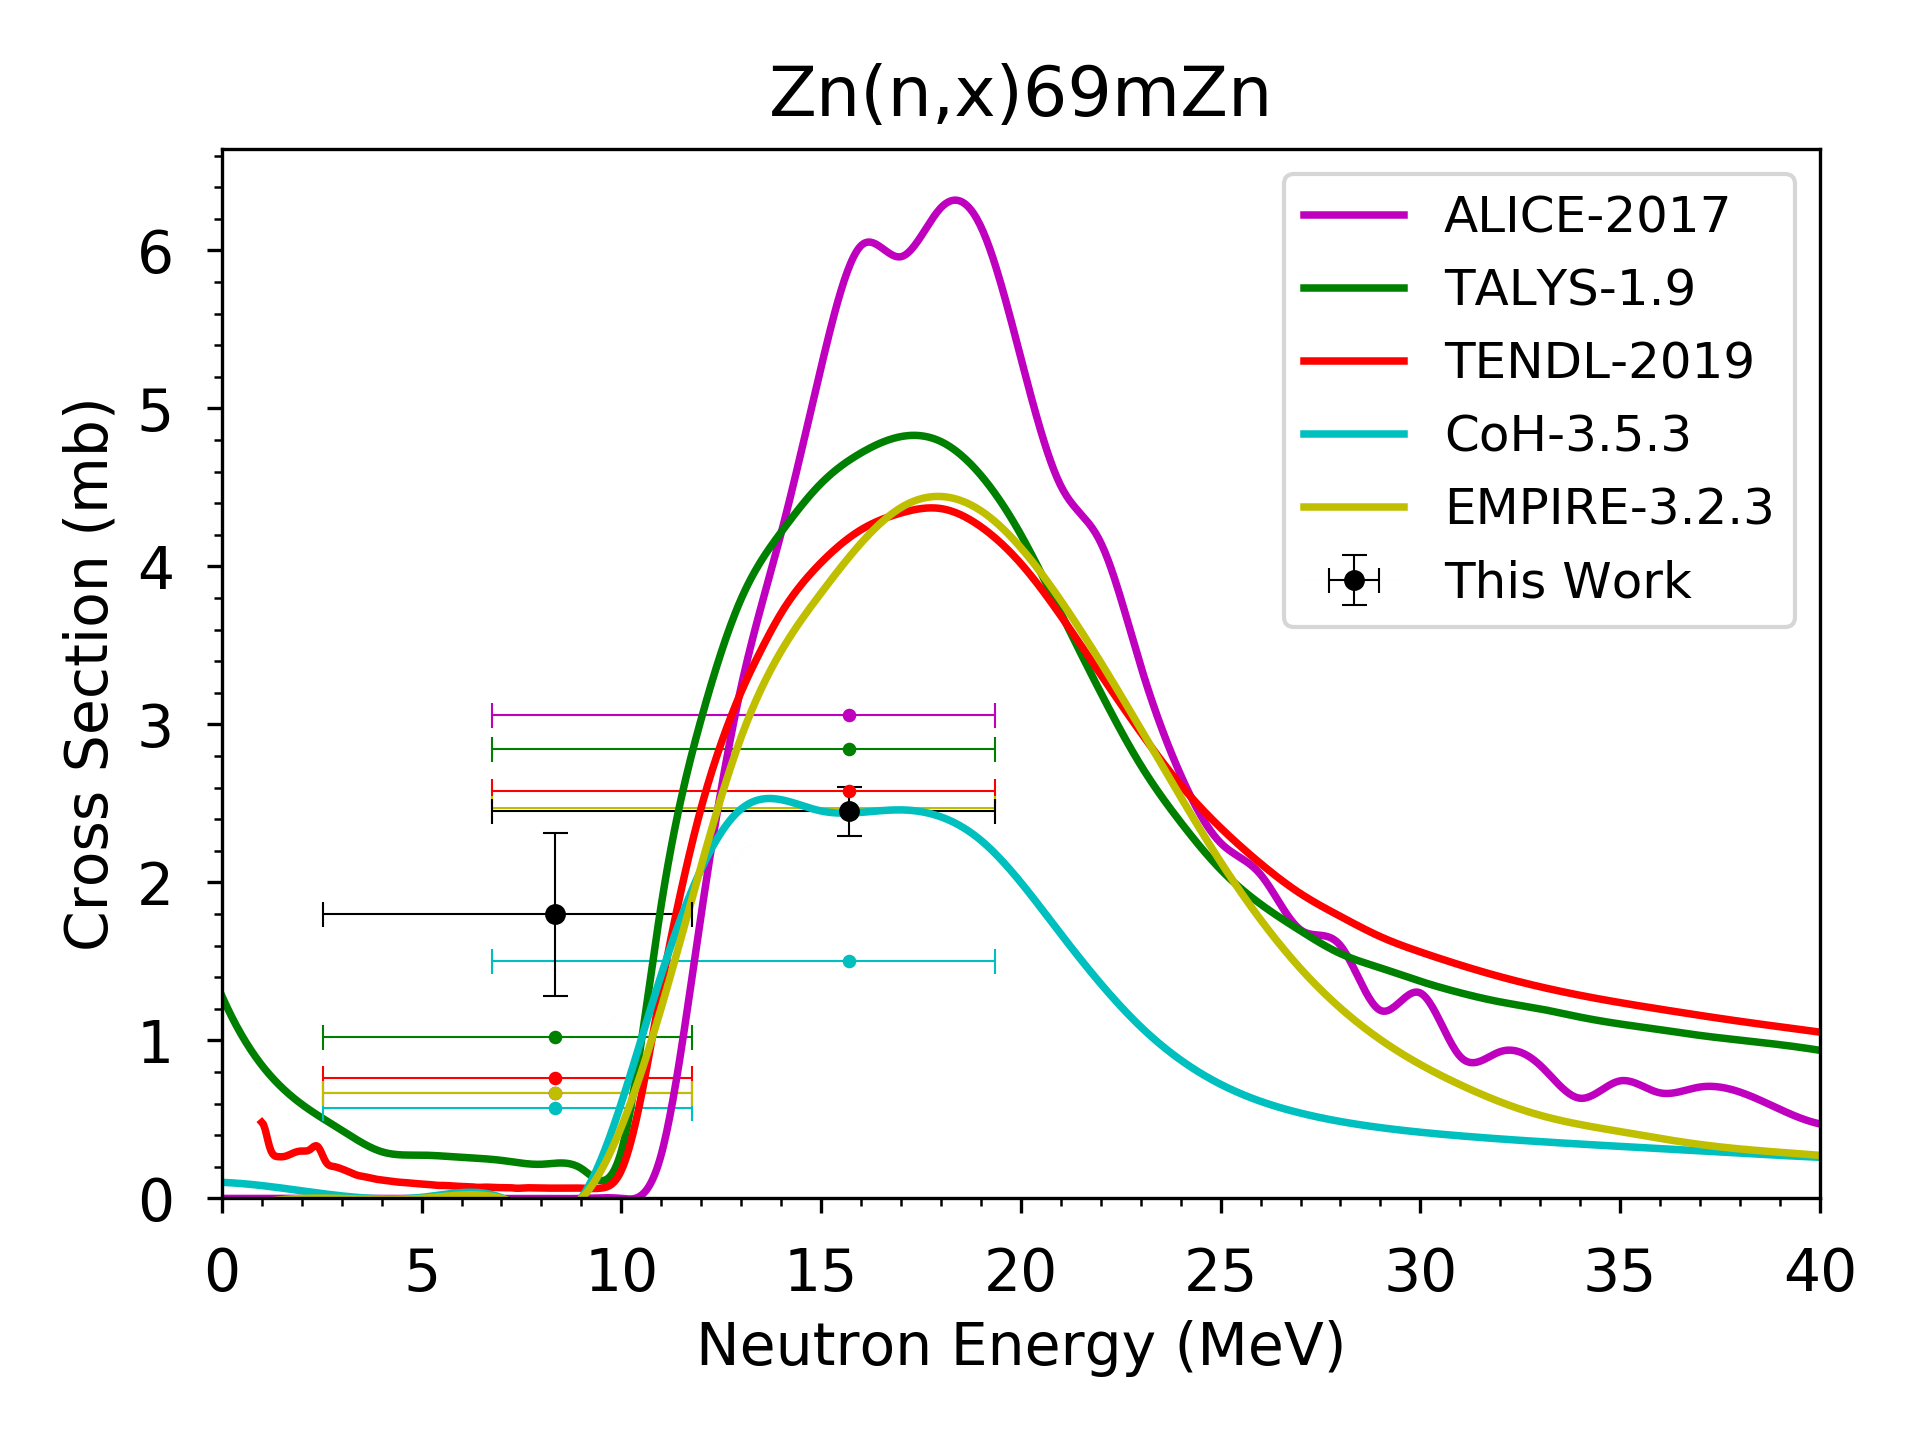 Zn(n,x)69mZn
ALICE-2017
TALYS-1.9
TENDL-2019
CoH-3.5.3
EMPIRE-3.2.3
This Work
Cross Section (mb)
6
5
4
3
2
1
0
0 5 10 15 20 25 30 35 40
Neutron Energy (MeV)